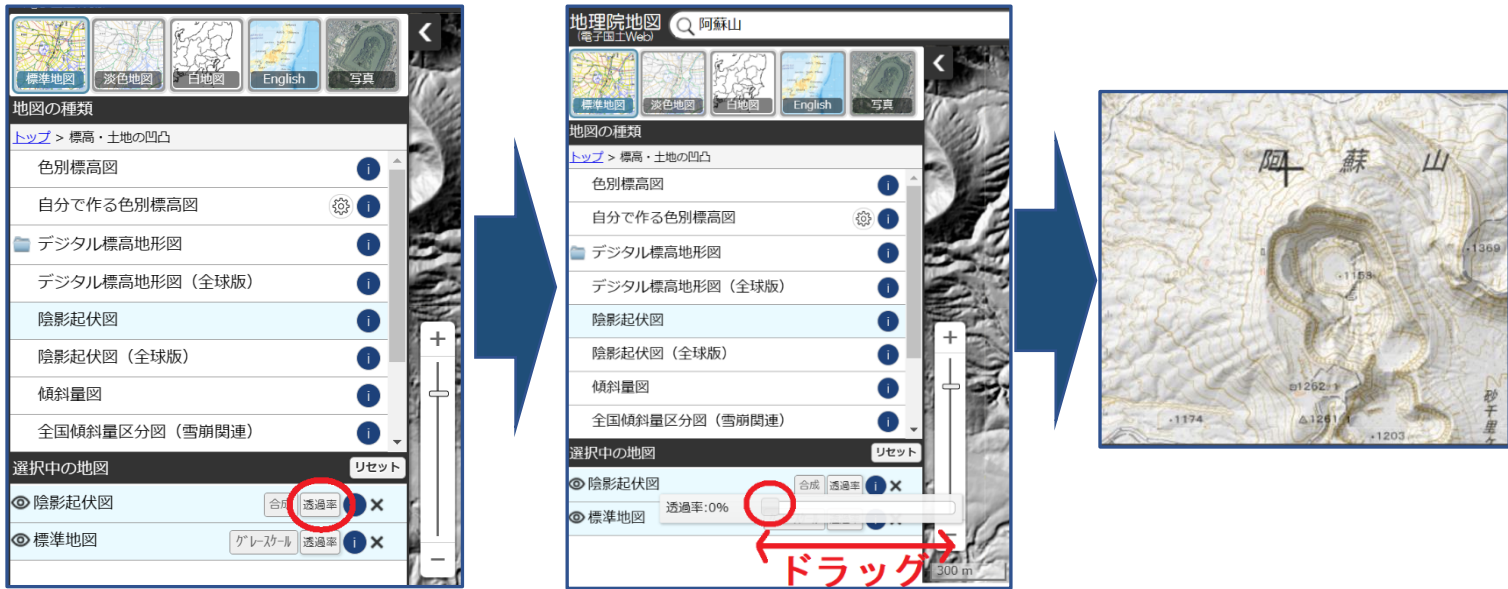 標準地図
淡色地図
白地図
English
写真
地図の種類
トップ > 標高・土地の凹凸
色別標高図
i
自分で作る色別標高図
i
デジタル標高地形図
i
デジタル標高地形図（全球版）
i
陰影起伏図
i
陰影起伏図（全球版）
i
傾斜量図
i
全国傾斜量区分図（雪崩関連）
i
選択中の地図
リセット
陰影起伏図
合成
透過率
標準地図
グレースケール
透過率
i
+
−
地理院地図
(電子国土Web)
阿蘇山
標準地図
淡色地図
白地図
English
写真
地図の種類
トップ > 標高・土地の凹凸
色別標高図
i
自分で作る色別標高図
i
デジタル標高地形図
i
デジタル標高地形図（全球版）
i
陰影起伏図
i
陰影起伏図（全球版）
i
傾斜量図
i
全国傾斜量区分図（雪崩関連）
i
選択中の地図
リセット
陰影起伏図
合成
透過率
i
透過率:0%
標準地図
+
ドラッグ
300 m
阿蘇山
・1369
・1153
1262
・1174
△1261
・1203
砂千里ケ